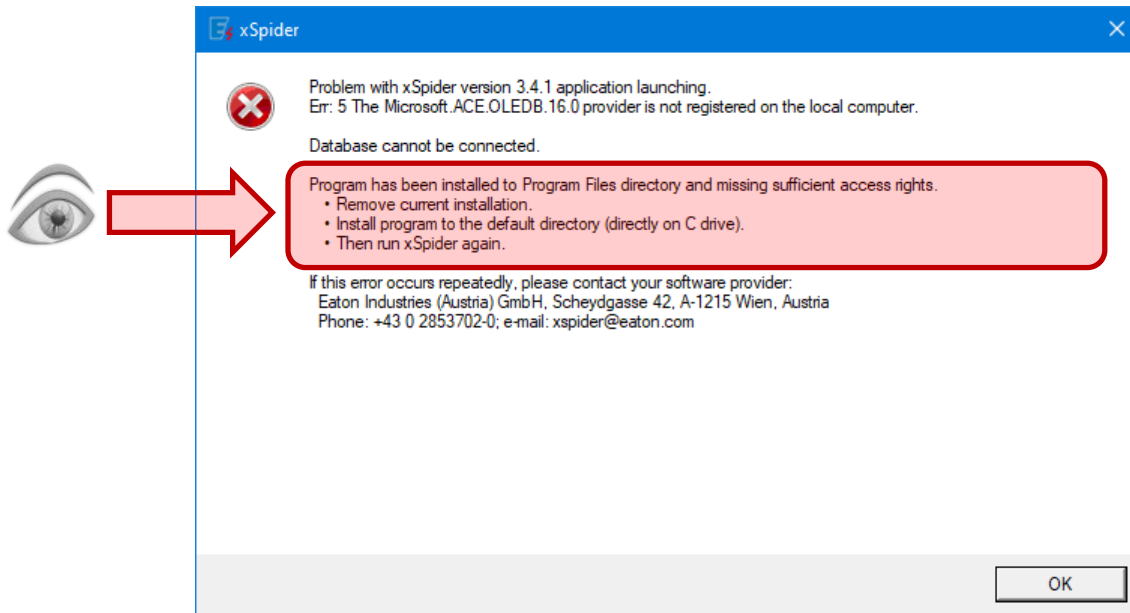 xSpider
Problem with xSpider version 3.4.1 application launching.
Err: 5 The Microsoft.ACE.OLEDB.16.0 provider is not registered on the local computer.
Database cannot be connected.
Program has been installed to Program Files directory and missing sufficient access rights.
• Remove current installation.
• Install program to the default directory (directly on C drive).
• Then run xSpider again.
If this error occurs repeatedly, please contact your software provider:
Eaton Industries (Austria) GmbH, Scheydgasse 42, A-1215 Wien, Austria
Phone: +43 0 2853702-0; e-mail: xspider@eaton.com
OK